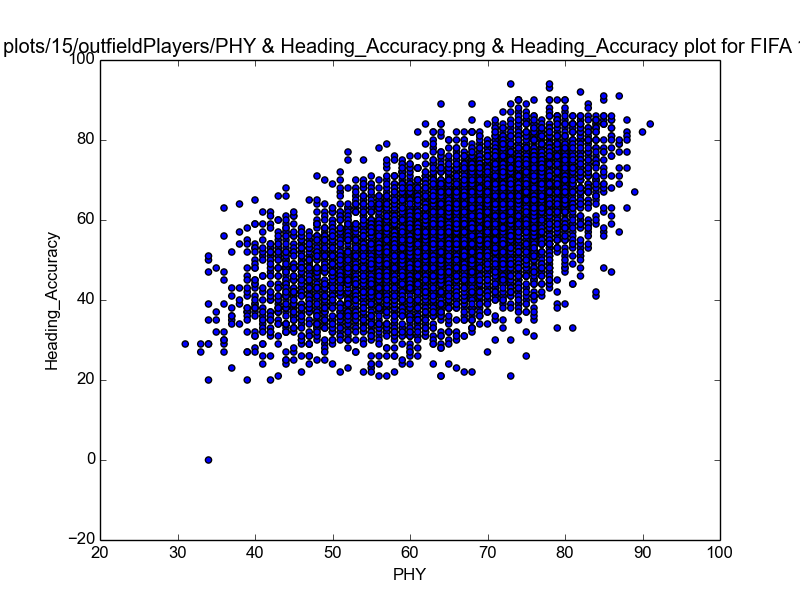 plots/15/outfieldPlayers/PHY & Heading_Accuracy.png & Heading_Accuracy plot for FIFA
100
80
60
40
20
0
−20
Heading_Accuracy
20 30 40 50 60 70 80 90 100
PHY